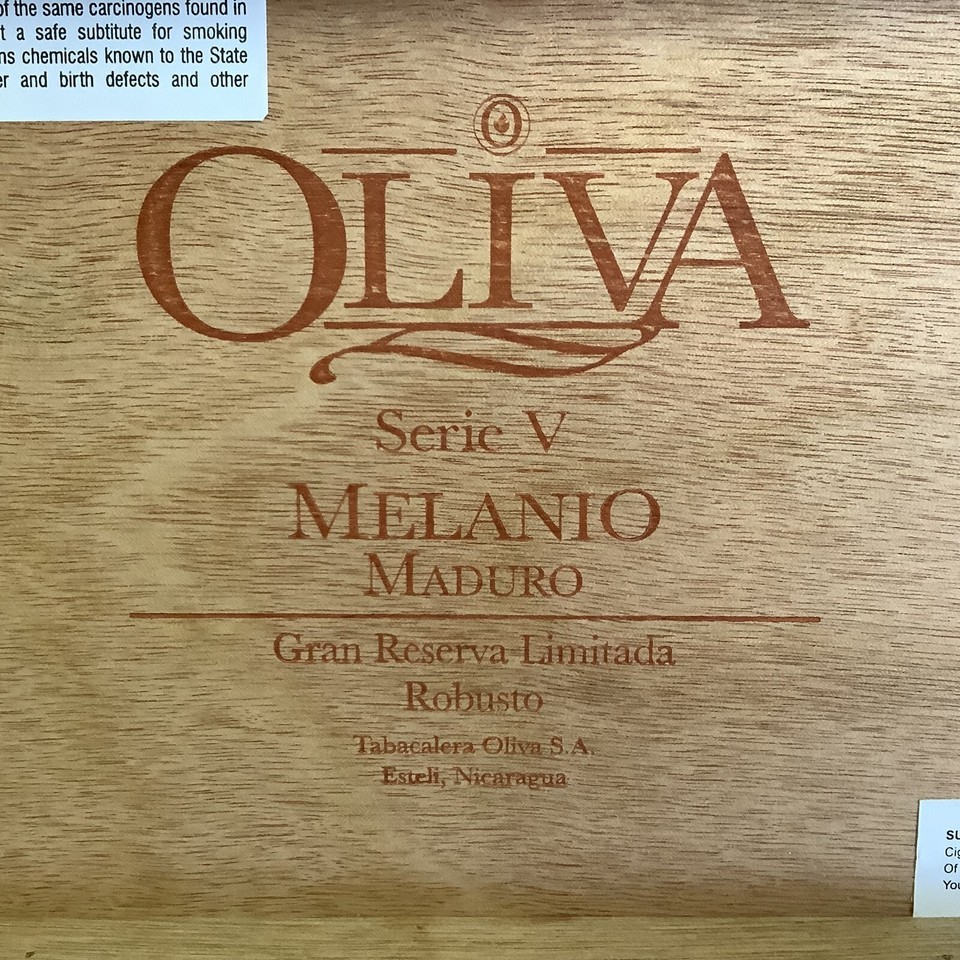 of the same carcinogens found in
t a safe subtitute for smoking
ns chemicals known to the State
er and birth defects and other
O
OLIVA
Serie V
MELANIO
MADURO
Gran Reserva Limitada
Robusto
Tabacalera Oliva S.A.
Esteli, Nicaragua
SU
Cig
Of
You